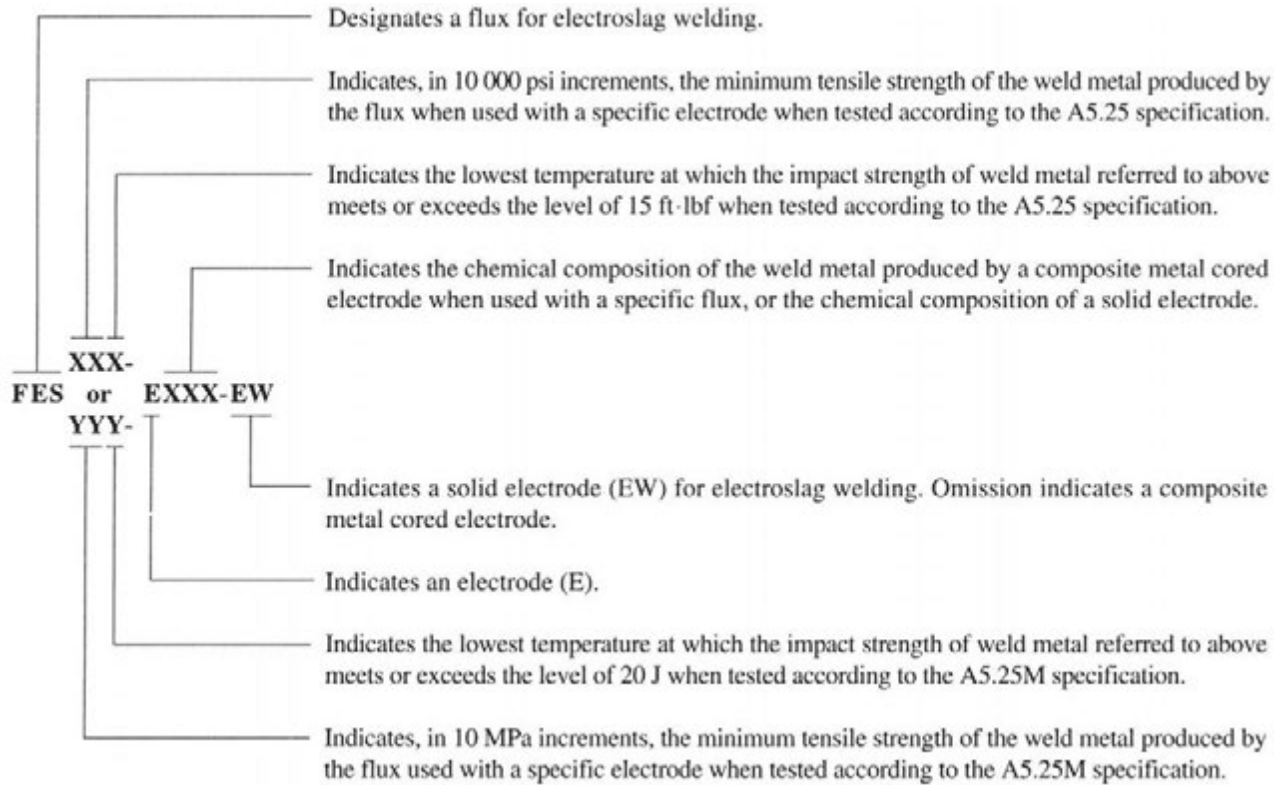 Designates a flux for electroslag welding.
Indicates, in 10 000 psi increments, the minimum tensile strength of the weld metal produced by
the flux when used with a specific electrode when tested according to the A5.25 specification.
Indicates the lowest temperature at which the impact strength of weld metal referred to above
meets or exceeds the level of 15 ft·lbf when tested according to the A5.25 specification.
Indicates the chemical composition of the weld metal produced by a composite metal cored
electrode when used with a specific flux, or the chemical composition of a solid electrode.
XXX-
FES or EXXX-EW
YYY-
Indicates a solid electrode (EW) for electroslag welding. Omission indicates a composite
metal cored electrode.
Indicates an electrode (E).
Indicates the lowest temperature at which the impact strength of weld metal referred to above
meets or exceeds the level of 20 J when tested according to the A5.25M specification.
Indicates, in 10 MPa increments, the minimum tensile strength of the weld metal produced by
the flux used with a specific electrode when tested according to the A5.25M specification.